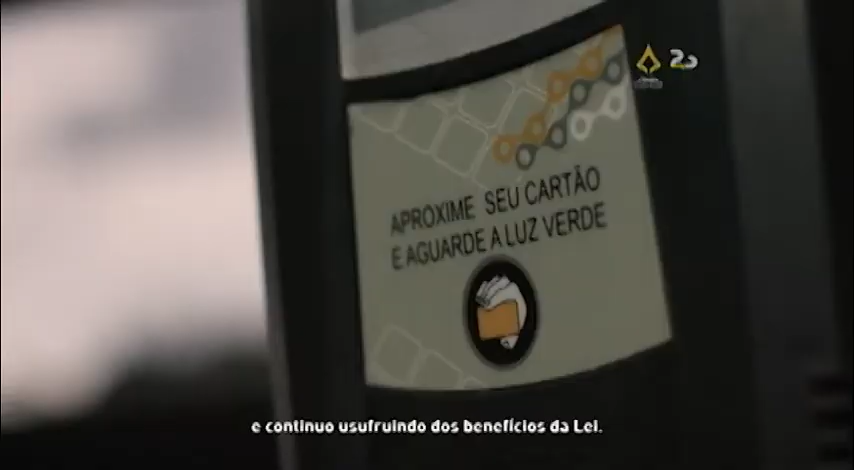 APROXIME SEU CARTÃO
E AGUARDE A LUZ VERDE
e continuo usufruindo dos benefícios da Lei.